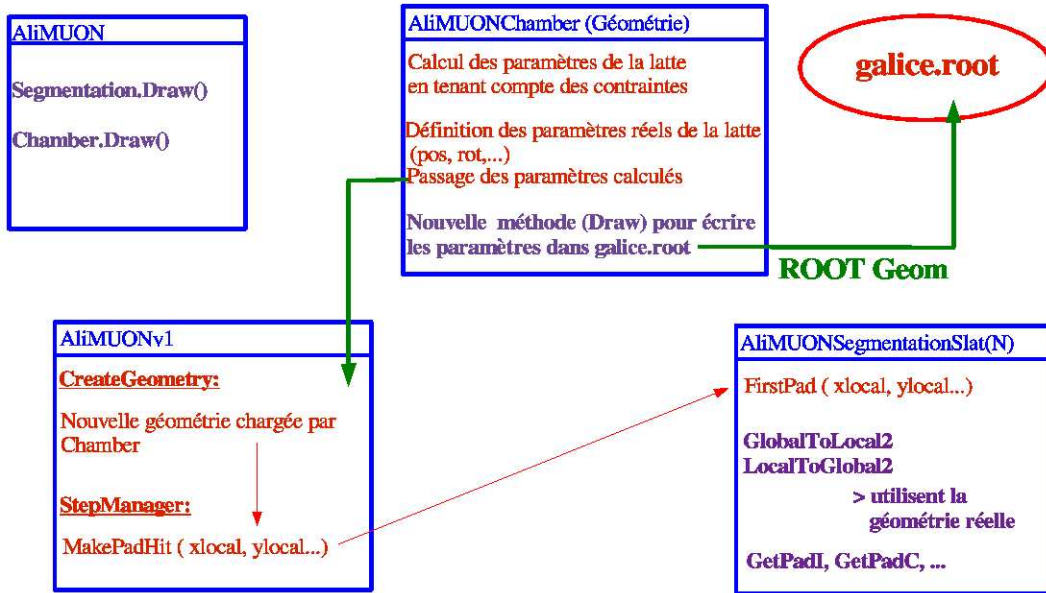 AliMUON
Segmentation.Draw()
Chamber.Draw()
AliMUONChamber (Géométrie)
Calcul des paramètres de la latte
en tenant compte des contraintes
Définition des paramètres réels de la latte
(pos, rot,...)
Passage des paramètres calculés
Nouvelle méthode (Draw) pour écrire
les paramètres dans galice.root
galice.root
ROOT Geom
AliMUONv1
CreateGeometry:
Nouvelle géométrie chargée par
Chamber
StepManager:
MakePadHit ( xlocal, ylocal...)
AliMUONSegmentationSlat(N)
FirstPad ( xlocal, ylocal...)
GlobalToLocal2
LocalToGlobal2
> utilisent la
géométrie réelle
GetPadI, GetPadC, ...